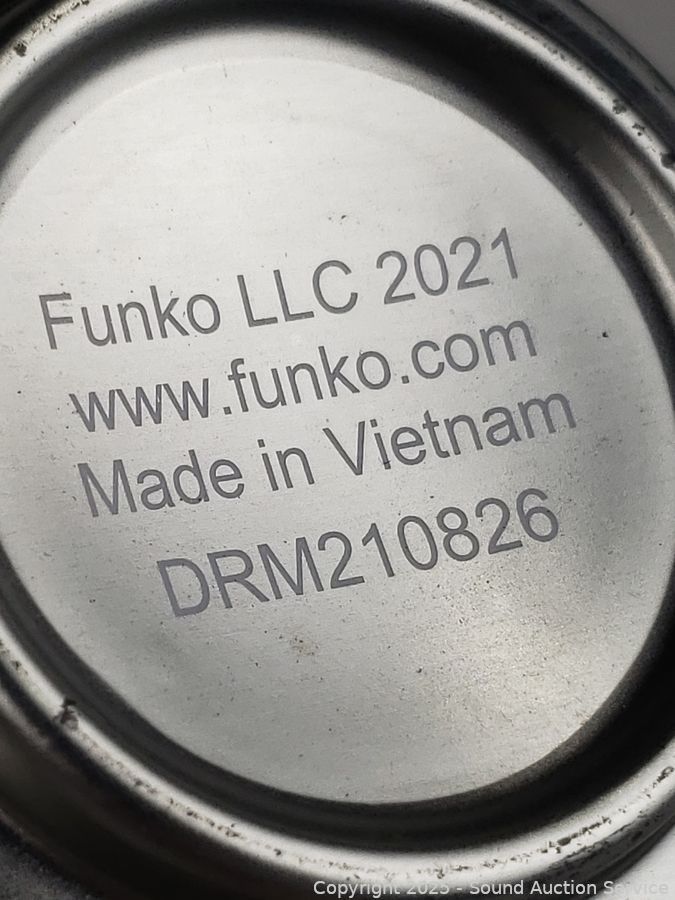 Funko LLC 2021
www.funko.com
Made in Vietnam
DRM210826
Copyright 2025 - Sound Auction Service